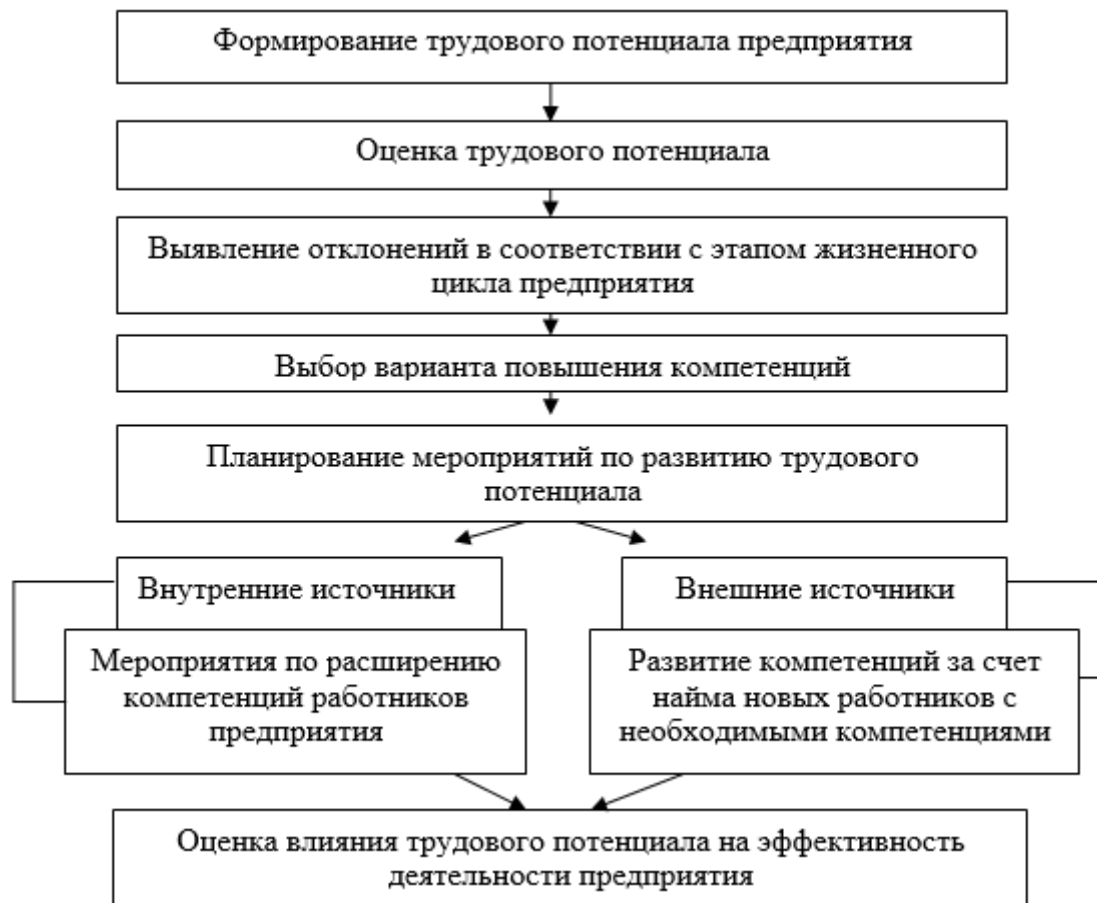 Формирование трудового потенциала предприятия
Оценка трудового потенциала
Выявление отклонений в соответствии с этапом жизненного
цикла предприятия
Выбор варианта повышения компетенций
Планирование мероприятий по развитию трудового
потенциала
Внутренние источники
Мероприятия по расширению
компетенций работников
предприятия
Внешние источники
Развитие компетенций за счет
найма новых работников с
необходимыми компетенциями
Оценка влияния трудового потенциала на эффективность
деятельности предприятия